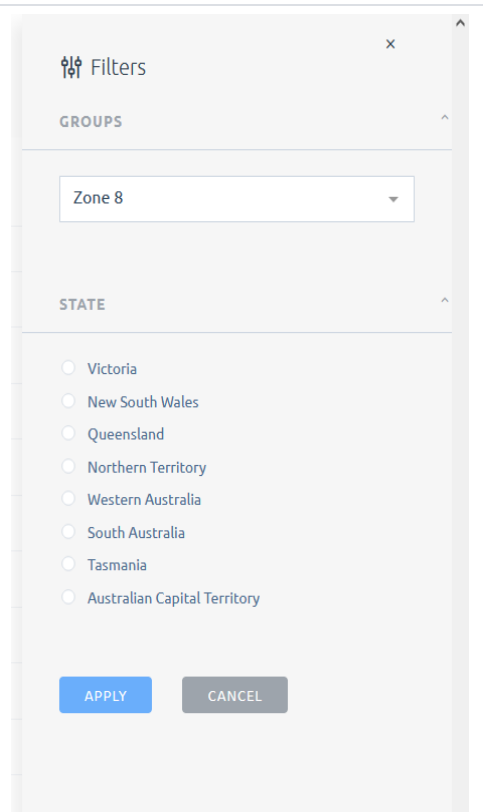 Filters
GROUPS
Zone 8
STATE
Victoria
New South Wales
Queensland
Northern Territory
Western Australia
South Australia
Tasmania
Australian Capital Territory
APPLY CANCEL